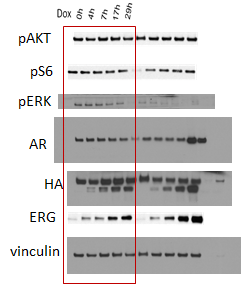 Dox 0h 4h 7h 17h 29h
pAKT
pS6
pERK
AR
HA
ERG
vinculin